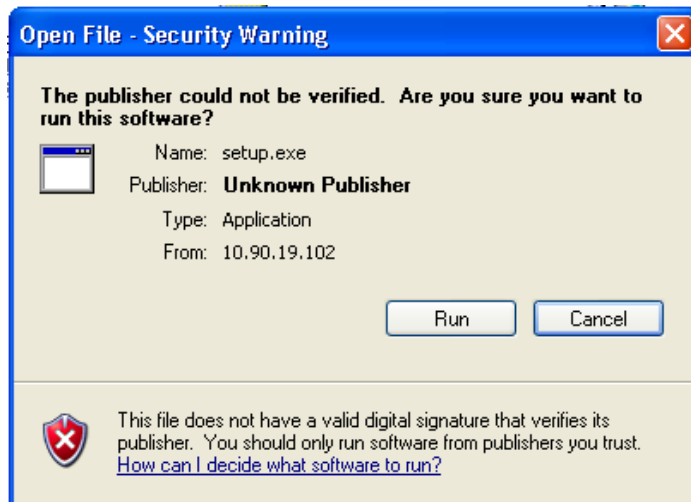 Open File - Security Warning
The publisher could not be verified.  Are you sure you want to
run this software?
Name: setup.exe
Publisher: Unknown Publisher
Type: Application
From: 10.90.19.102
Run Cancel
This file does not have a valid digital signature that verifies its
publisher.  You should only run software from publishers you trust.
How can I decide what software to run?